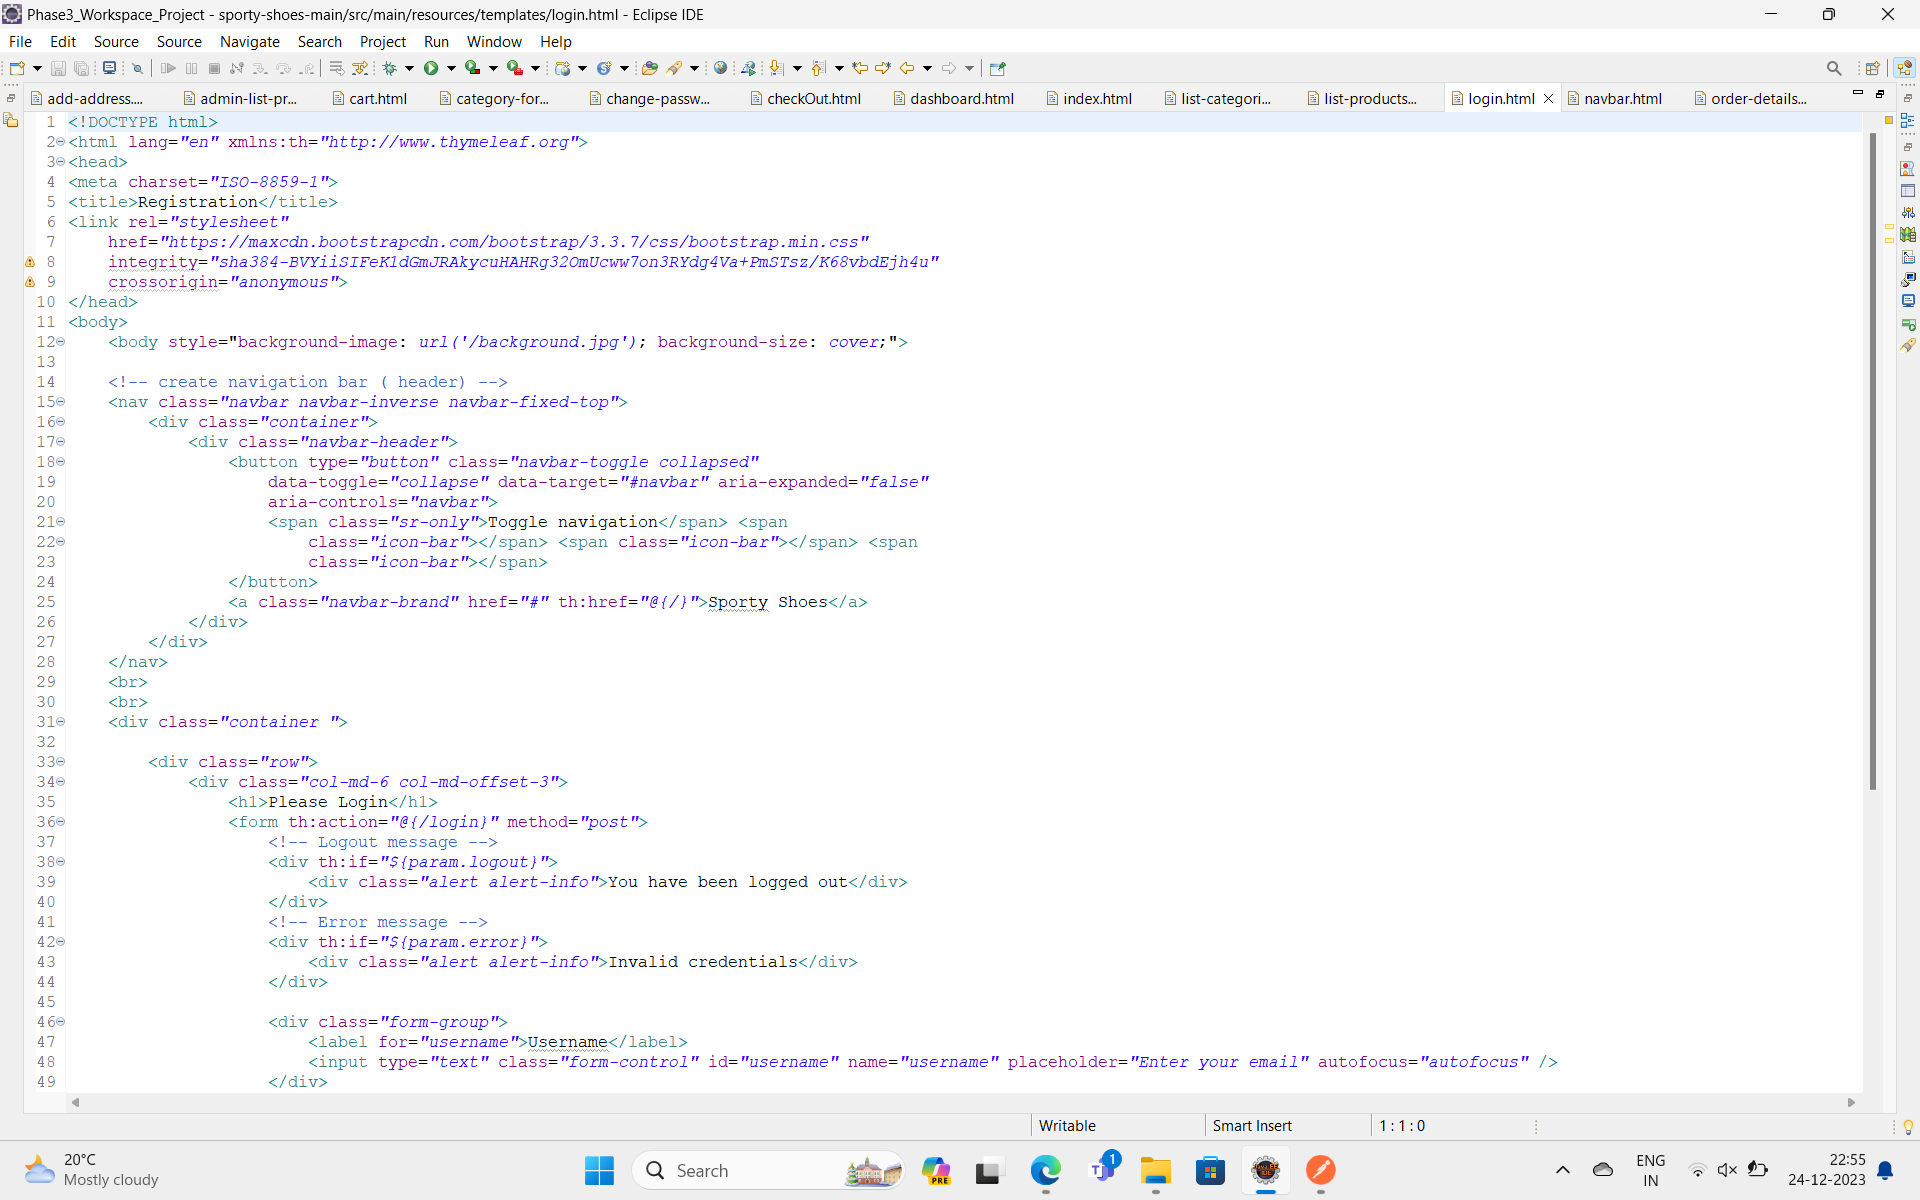 Phase3_Workspace_Project - sporty-shoes-main/src/main/resources/templates/login.html - Eclipse IDE
File Edit Source Source Navigate Search Project Run Window Help
add-address.... admin-list-pr... cart.html category-for... change-passw... checkOut.html dashboard.html index.html list-categori... list-products... login.html navbar.html order-details...
1 <!DOCTYPE html>
2 <html lang="en" xmlns:th="http://www.thymeleaf.org">
3 <head>
4 <meta charset="ISO-8859-1">
5 <title>Registration</title>
6 <link rel="stylesheet"
7 href="https://maxcdn.bootstrapcdn.com/bootstrap/3.3.7/css/bootstrap.min.css"
8 integrity="sha384-BVYiiSIFeK1dGmJRAkycuHAHRg32OmUcww7on3RYdg4Va+PmSTsz/K68vbdEjh4u"
9 crossorigin="anonymous">
10 </head>
11 <body>
12 <body style="background-image: url('/background.jpg'); background-size: cover;">
13
14 <!-- create navigation bar ( header) -->
15 <nav class="navbar navbar-inverse navbar-fixed-top">
16 <div class="container">
17 <div class="navbar-header">
18 <button type="button" class="navbar-toggle collapsed"
19 data-toggle="collapse" data-target="#navbar" aria-expanded="false"
20 aria-controls="navbar">
21 <span class="sr-only">Toggle navigation</span> <span
22 class="icon-bar"></span> <span class="icon-bar"></span> <span
23 class="icon-bar"></span>
24 </button>
25 <a class="navbar-brand" href="#" th:href="@{/}">Sporty Shoes</a>
26 </div>
27 </div>
28 </nav>
29 <br>
30 <br>
31 <div class="container ">
32
33 <div class="row">
34 <div class="col-md-6 col-md-offset-3">
35 <h1>Please Login</h1>
36 <form th:action="@{/login}" method="post">
37 <!-- Logout message -->
38 <div th:if="${param.logout}">
39 <div class="alert alert-info">You have been logged out</div>
40 </div>
41 <!-- Error message -->
42 <div th:if="${param.error}">
43 <div class="alert alert-info">Invalid credentials</div>
44 </div>
45
46 <div class="form-group">
47 <label for="username">Username</label>
48 <input type="text" class="form-control" id="username" name="username" placeholder="Enter your email" autofocus="autofocus" />
49 </div>
Writable Smart Insert 1 : 1 : 0
20°C
Mostly cloudy
Search
PRE
1
ENG
IN
22:55
24-12-2023